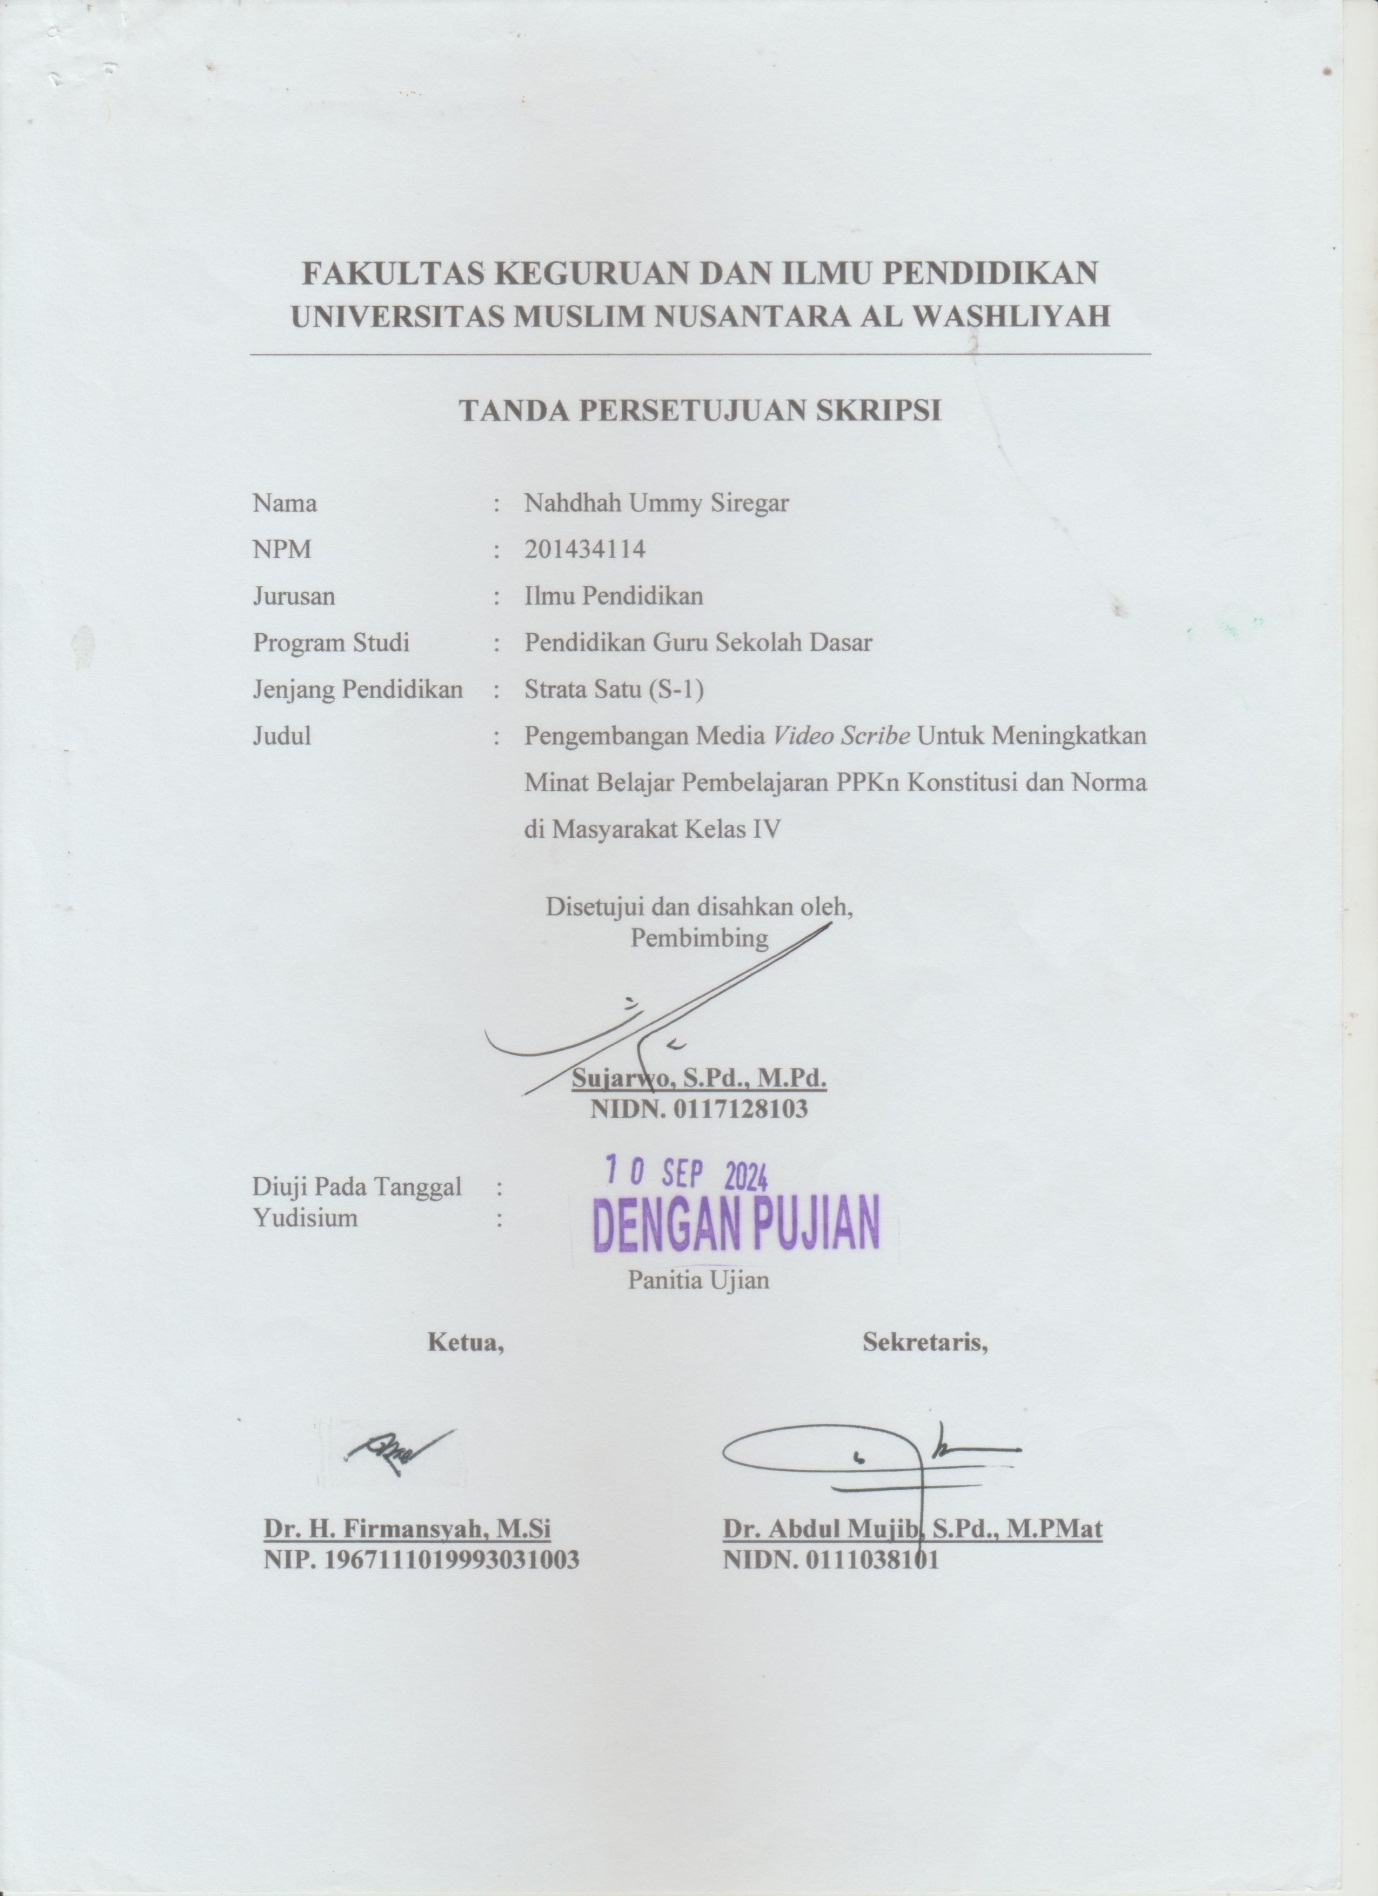 FAKULTAS KEGURUAN DAN ILMU PENDIDIKAN
UNIVERSITAS MUSLIM NUSANTARA AL WASHLIYAH
TANDA PERSETUJUAN SKRIPSI
Nama : Nahdhah Ummy Siregar
NPM : 201434114
Jurusan : Ilmu Pendidikan
Program Studi : Pendidikan Guru Sekolah Dasar
Jenjang Pendidikan : Strata Satu (S-1)
Judul : Pengembangan Media Video Scribe Untuk Meningkatkan
Minat Belajar Pembelajaran PPKn Konstitusi dan Norma
di Masyarakat Kelas IV
Disetujui dan disahkan oleh,
Pembimbing
Sujarwo, S.Pd., M.Pd.
NIDN. 0117128103
Diuji Pada Tanggal : 10 SEP 2024
Yudisium : DENGAN PUJIAN
Panitia Ujian
Ketua, Sekretaris,
Dr. H. Firmansyah, M.Si Dr. Abdul Mujib, S.Pd., M.PMat
NIP. 1967111019993031003 NIDN. 0111038101